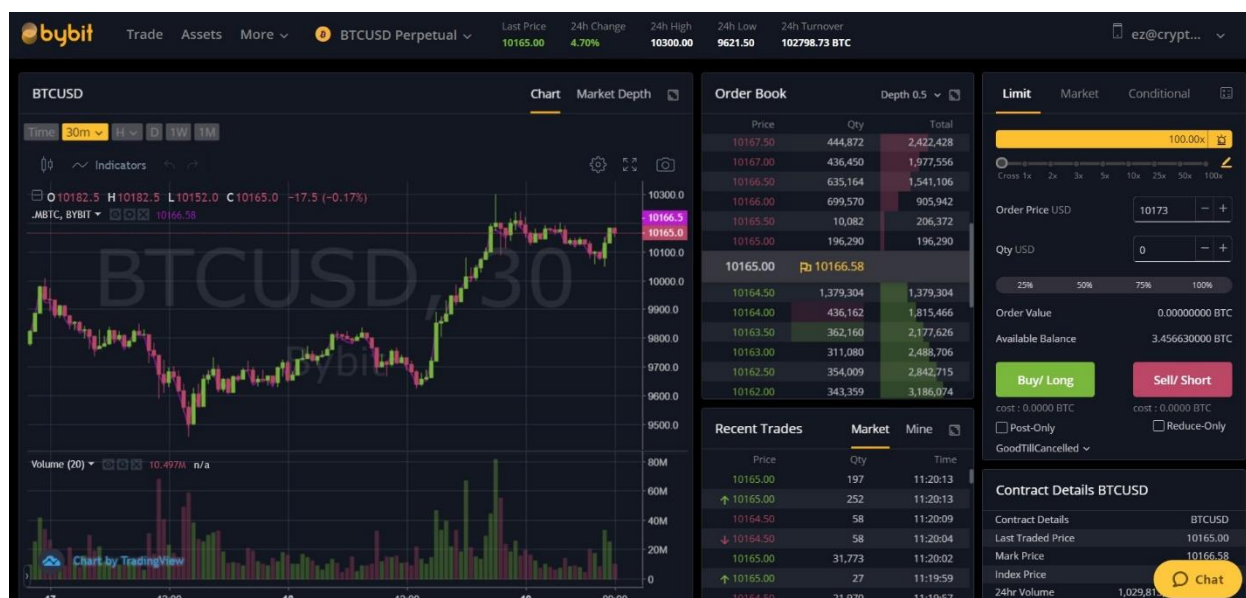 bybit Trade Assets More BTCUSD Perpetual
Last Price 24h Change 24h High 24h Low 24h Turnover
10165.00 4.70% 10300.00 9621.50 102798.73 BTC
ez@crypt...
BTCUSD Chart Market Depth
Time 30m H D 1W 1M
Indicators
O10182.5 H10182.5 L10152.0 C10165.0 -17.5 (-0.17%)
.MBTC, BYBIT 10166.58
BTCUSD, 30
Bybit
10300.0
10166.5
10165.0
10100.0
10000.0
9900.0
9800.0
9700.0
9600.0
9500.0
Volume (20) 10.497M n/a
80M
60M
40M
20M
0
Chart by TradingView
17 12:00 18 12:00 19
Order Book Depth 0.5
Price Qty Total
10167.50 444,872 2,422,428
10167.00 436,450 1,977,556
10166.50 635,164 1,541,106
10166.00 699,570 905,942
10165.50 10,082 206,372
10165.00 196,290 196,290
10165.00 10166.58
10164.50 1,379,304 1,379,304
10164.00 436,162 1,815,466
10163.50 362,160 2,177,626
10163.00 311,080 2,488,706
10162.50 354,009 2,842,715
10162.00 343,359 3,186,074
Recent Trades Market Mine
Price Qty Time
10165.00 197 11:20:13
10165.00 252 11:20:13
10164.50 58 11:20:09
10164.50 58 11:20:04
10165.00 31,773 11:20:02
10165.00 27 11:19:59
10164.50 11:19:57
Limit Market Conditional
100.00x
Cross 1x 2x 3x 5x 10x 25x 50x 100x
Order Price USD 10173 - +
Qty USD 0 - +
25% 50% 75% 100%
Order Value 0.00000000 BTC
Available Balance 3.456630000 BTC
Buy/ Long Sell/ Short
cost : 0.0000 BTC cost : 0.0000 BTC
Post-Only Reduce-Only
GoodTillCancelled
Contract Details BTCUSD
Contract Details BTCUSD
Last Traded Price 10165.00
Mark Price 10166.58
Index Price
24hr Volume
Chat